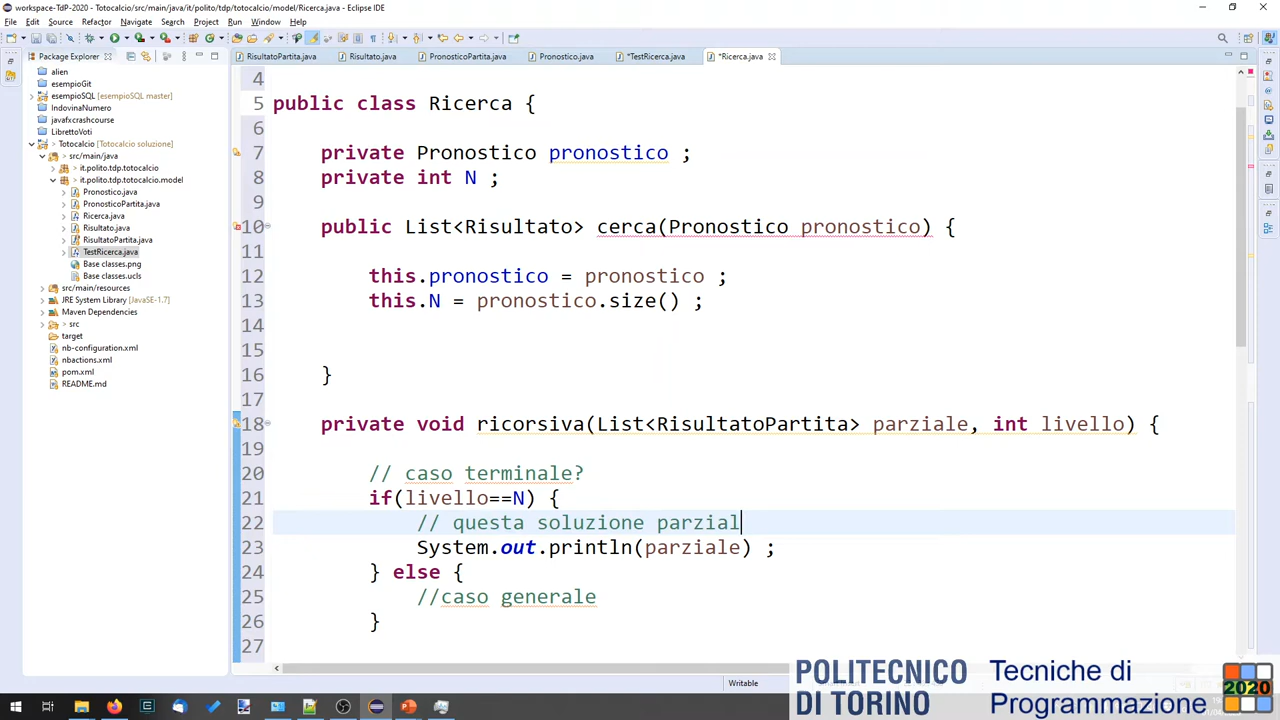 workspace-TdP-2020 - Totocalcio/src/main/java/it/polito/tdp/totocalcio/model/Ricerca.java - Eclipse IDE
File Edit Source Refactor Navigate Search Project Run Window Help
Package Explorer
RisultatoPartita.java Risultato.java PronosticoPartita.java Pronostico.java *TestRicerca.java *Ricerca.java
alien
esempioGit
esempioSQL [esempioSQL master]
IndovinaNumero
javafxcrashcourse
LibrettoVoti
Totocalcio [Totocalcio soluzione]
src/main/java
it.polito.tdp.totocalcio
it.polito.tdp.totocalcio.model
Pronostico.java
PronosticoPartita.java
Ricerca.java
Risultato.java
RisultatoPartita.java
TestRicerca.java
Base classes.png
Base classes.ucls
src/main/resources
JRE System Library [JavaSE-1.7]
Maven Dependencies
src
target
nb-configuration.xml
nbactions.xml
pom.xml
README.md
4
5 public class Ricerca {
6
7 private Pronostico pronostico ;
8 private int N ;
9
10 public List<Risultato> cerca(Pronostico pronostico) {
11
12 this.pronostico = pronostico ;
13 this.N = pronostico.size() ;
14
15
16 }
17
18 private void ricorsiva(List<RisultatoPartita> parziale, int livello) {
19
20 // caso terminale?
21 if(livello==N) {
22 // questa soluzione parzial
23 System.out.println(parziale) ;
24 } else {
25 //caso generale
26 }
27
Writable
POLITECNICO
DI TORINO
Tecniche di
Programmazione
2020